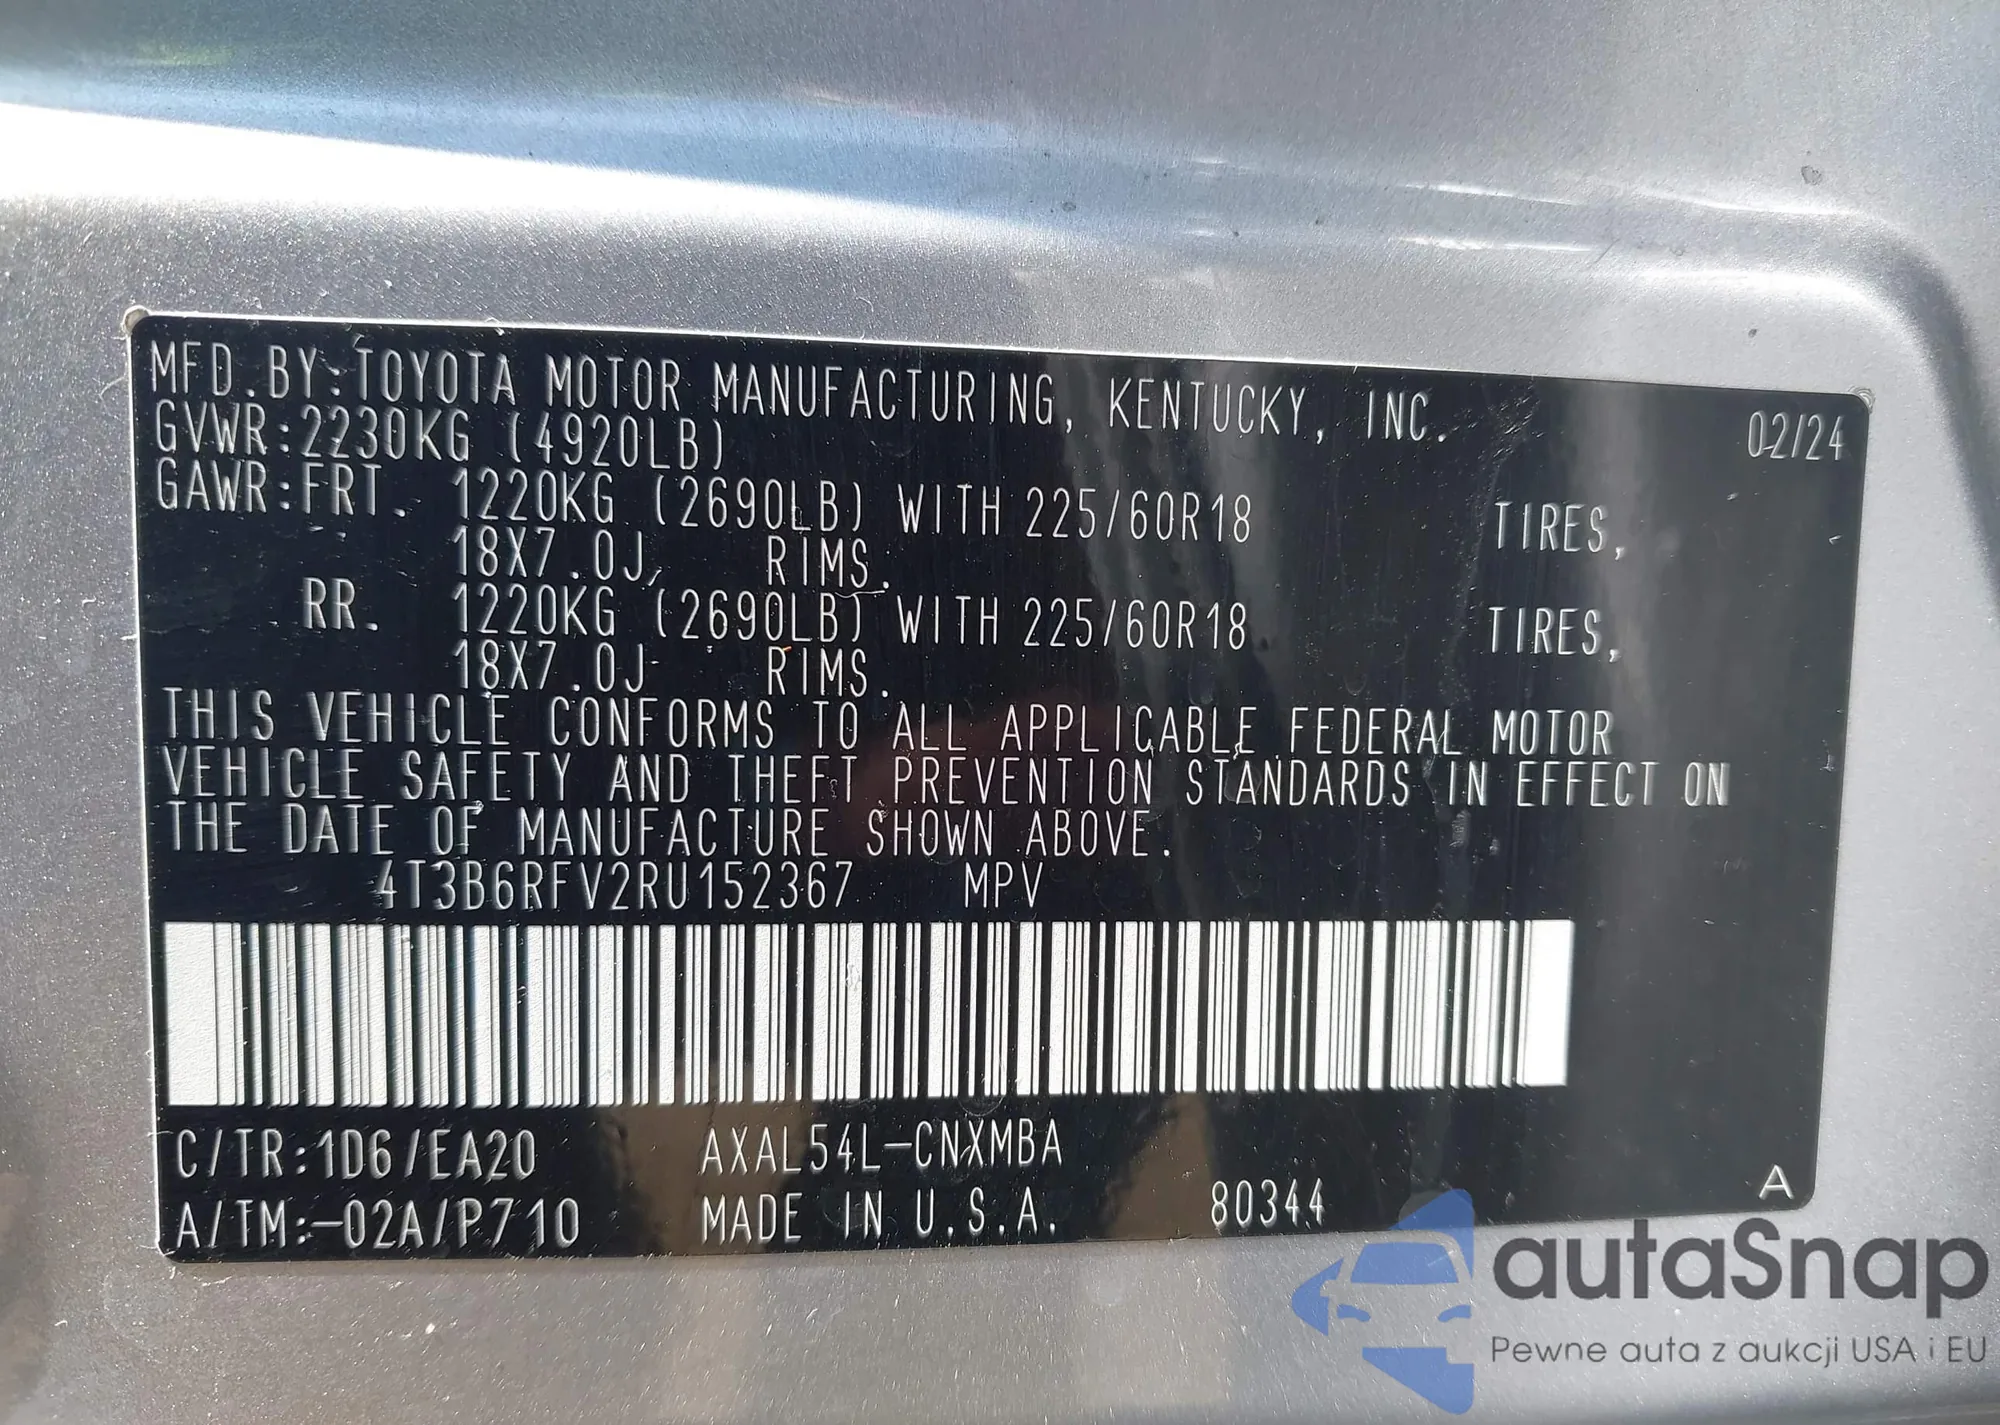 MFD.BY:TOYOTA MOTOR MANUFACTURING, KENTUCKY, INC. 02/24
GVWR:2230KG (4920LB)
GAWR:FRT. 1220KG (2690LB) WITH 225/60R18 TIRES,
18X7.0J, RIMS.
RR. 1220KG (2690LB) WITH 225/60R18 TIRES,
18X7.0J RIMS.
THIS VEHICLE CONFORMS TO ALL APPLICABLE FEDERAL MOTOR
VEHICLE SAFETY AND THEFT PREVENTION STANDARDS IN EFFECT ON
THE DATE OF MANUFACTURE SHOWN ABOVE.
4T3B6RFV2RU152367 MPV
C/TR:1D6/EA20 AXAL54L-CNXMBA
A/TM:-02A/P710 MADE IN U.S.A. 80344 A
autaSnap
Pewne auta z aukcji USA i EU